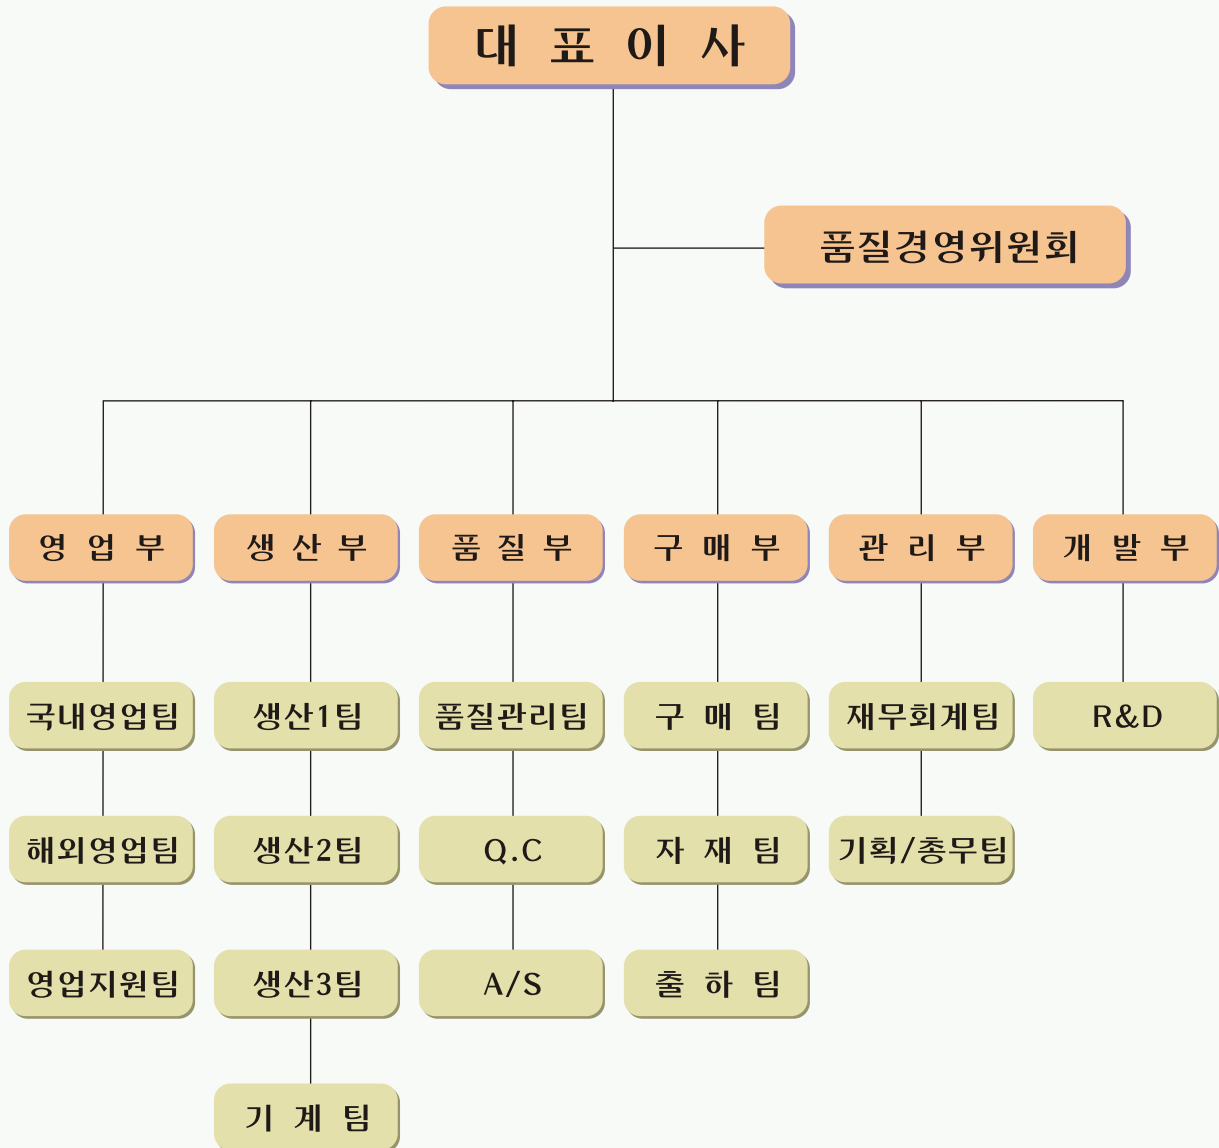 대 표 이 사
품질경영위원회
영 업 부
생 산 부
품 질 부
구 매 부
관 리 부
개 발 부
국내영업팀
생산1팀
품질관리팀
구 매 팀
재무회계팀
R&D
해외영업팀
생산2팀
Q.C
자 재 팀
기획/총무팀
영업지원팀
생산3팀
A/S
출 하 팀
기 계 팀